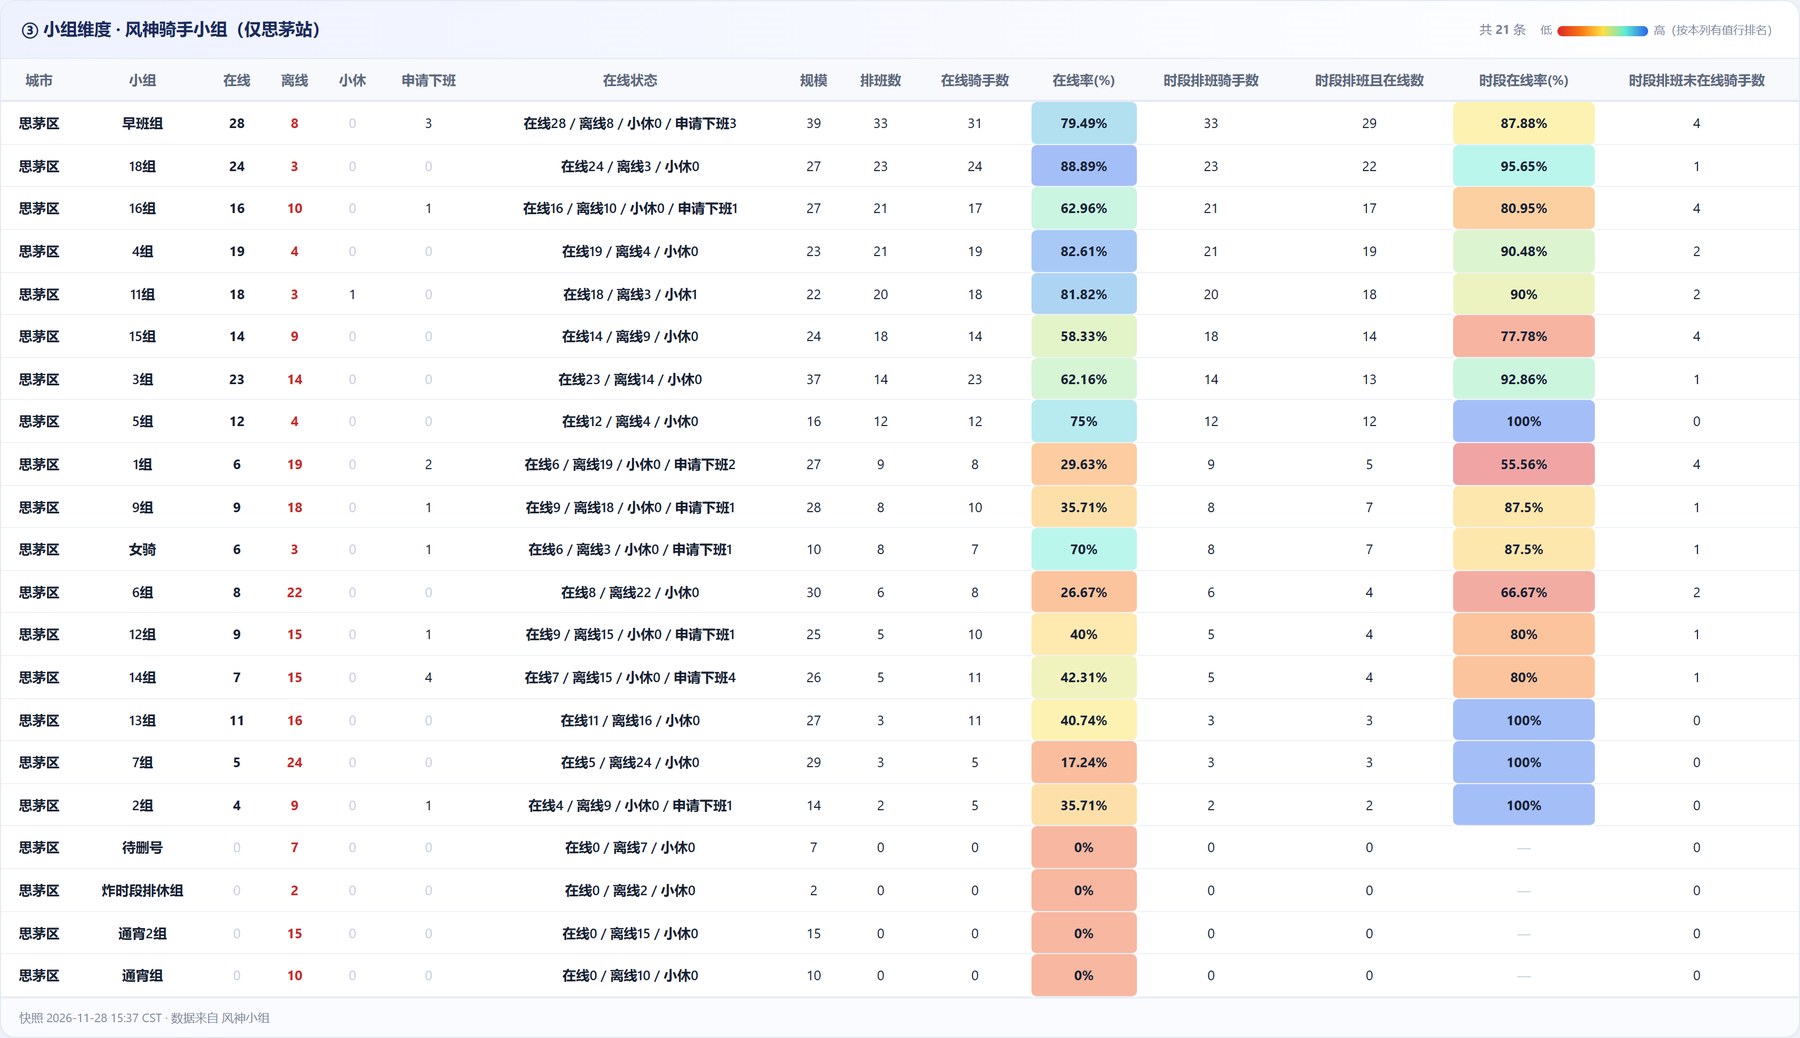 ③ 小组维度 · 风神骑手小组（仅思茅站）
共 21 条 低 高 (按本列有值行排名)
城市 小组 在线 离线 小休 申请下班 在线状态 规模 排班数 在线骑手数 在线率(%) 时段排班骑手数 时段排班且在线数 时段在线率(%) 时段排班未在线骑手数
思茅区 早班组 28 8 0 3 在线28 / 离线8 / 小休0 / 申请下班3 39 33 31 79.49% 33 29 87.88% 4
思茅区 18组 24 3 0 0 在线24 / 离线3 / 小休0 27 23 24 88.89% 23 22 95.65% 1
思茅区 16组 16 10 0 1 在线16 / 离线10 / 小休0 / 申请下班1 27 21 17 62.96% 21 17 80.95% 4
思茅区 4组 19 4 0 0 在线19 / 离线4 / 小休0 23 21 19 82.61% 21 19 90.48% 2
思茅区 11组 18 3 1 0 在线18 / 离线3 / 小休1 22 20 18 81.82% 20 18 90% 2
思茅区 15组 14 9 0 0 在线14 / 离线9 / 小休0 24 18 14 58.33% 18 14 77.78% 4
思茅区 3组 23 14 0 0 在线23 / 离线14 / 小休0 37 14 23 62.16% 14 13 92.86% 1
思茅区 5组 12 4 0 0 在线12 / 离线4 / 小休0 16 12 12 75% 12 12 100% 0
思茅区 1组 6 19 0 2 在线6 / 离线19 / 小休0 / 申请下班2 27 9 8 29.63% 9 5 55.56% 4
思茅区 9组 9 18 0 1 在线9 / 离线18 / 小休0 / 申请下班1 28 8 10 35.71% 8 7 87.5% 1
思茅区 女骑 6 3 0 1 在线6 / 离线3 / 小休0 / 申请下班1 10 8 7 70% 8 7 87.5% 1
思茅区 6组 8 22 0 0 在线8 / 离线22 / 小休0 30 6 8 26.67% 6 4 66.67% 2
思茅区 12组 9 15 0 1 在线9 / 离线15 / 小休0 / 申请下班1 25 5 10 40% 5 4 80% 1
思茅区 14组 7 15 0 4 在线7 / 离线15 / 小休0 / 申请下班4 26 5 11 42.31% 5 4 80% 1
思茅区 13组 11 16 0 0 在线11 / 离线16 / 小休0 27 3 11 40.74% 3 3 100% 0
思茅区 7组 5 24 0 0 在线5 / 离线24 / 小休0 29 3 5 17.24% 3 3 100% 0
思茅区 2组 4 9 0 1 在线4 / 离线9 / 小休0 / 申请下班1 14 2 5 35.71% 2 2 100% 0
思茅区 待删号 0 7 0 0 在线0 / 离线7 / 小休0 7 0 0 0% 0 0 — 0
思茅区 炸时段排休组 0 2 0 0 在线0 / 离线2 / 小休0 2 0 0 0% 0 0 — 0
思茅区 通宵2组 0 15 0 0 在线0 / 离线15 / 小休0 15 0 0 0% 0 0 — 0
思茅区 通宵组 0 10 0 0 在线0 / 离线10 / 小休0 10 0 0 0% 0 0 — 0
快照 2026-11-28 15:37 CST · 数据来自 风神小组